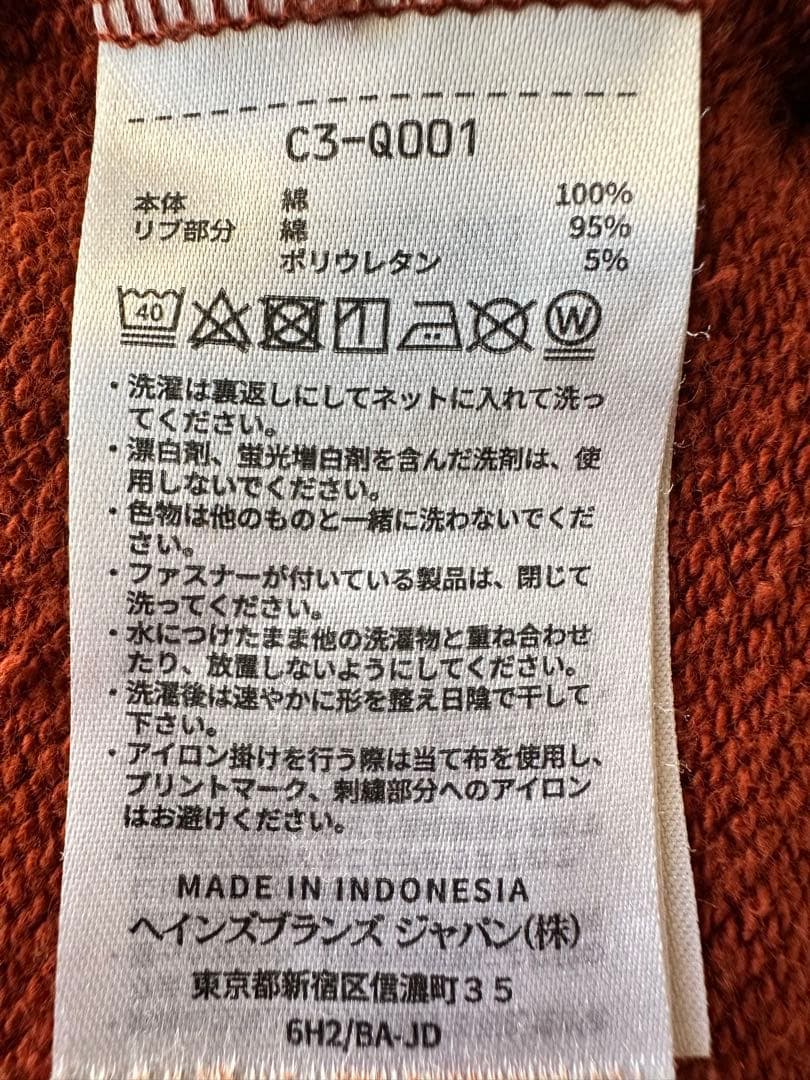 C3-Q001
本体 綿 100%
リブ部分 綿 95%
ポリウレタン 5%
40 W
・洗濯は裏返しにしてネットに入れて洗っ
てください。
・漂白剤、蛍光増白剤を含んだ洗剤は、使
用しないでください。
・色物は他のものと一緒に洗わないでくだ
さい。
・ファスナーが付いている製品は、閉じて
洗ってください。
・水につけたまま他の洗濯物と重ね合わせ
たり、放置しないようにしてください。
・洗濯後は速やかに形を整え日陰で干して
下さい。
・アイロン掛けを行う際は当て布を使用し、
プリントマーク、刺繍部分へのアイロン
はお避けください。
MADE IN INDONESIA
ヘインズブランズ ジャパン(株)
東京都新宿区信濃町35
6H2/BA-JD